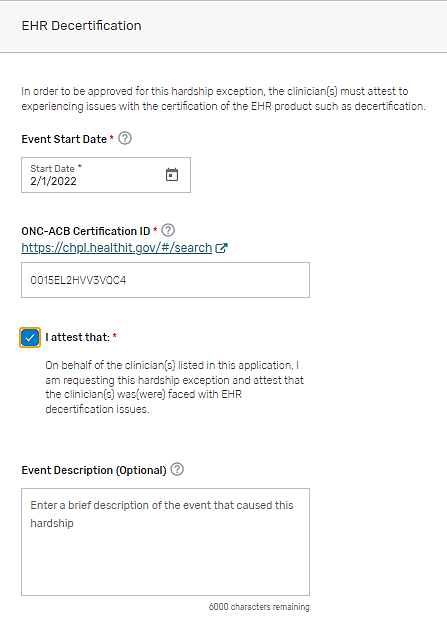 EHR Decertification
In order to be approved for this hardship exception, the clinician(s) must attest to
experiencing issues with the certification of the EHR product such as decertification.
Event Start Date *
Start Date *
2/1/2022
ONC-ACB Certification ID *
https://chpl.healthit.gov/#/search
0015EL2HVV3VQC4
I attest that: *
On behalf of the clinician(s) listed in this application, I
am requesting this hardship exception and attest that
the clinician(s) was(were) faced with EHR
decertification issues.
Event Description (Optional)
Enter a brief description of the event that caused this
hardship
6000 characters remaining